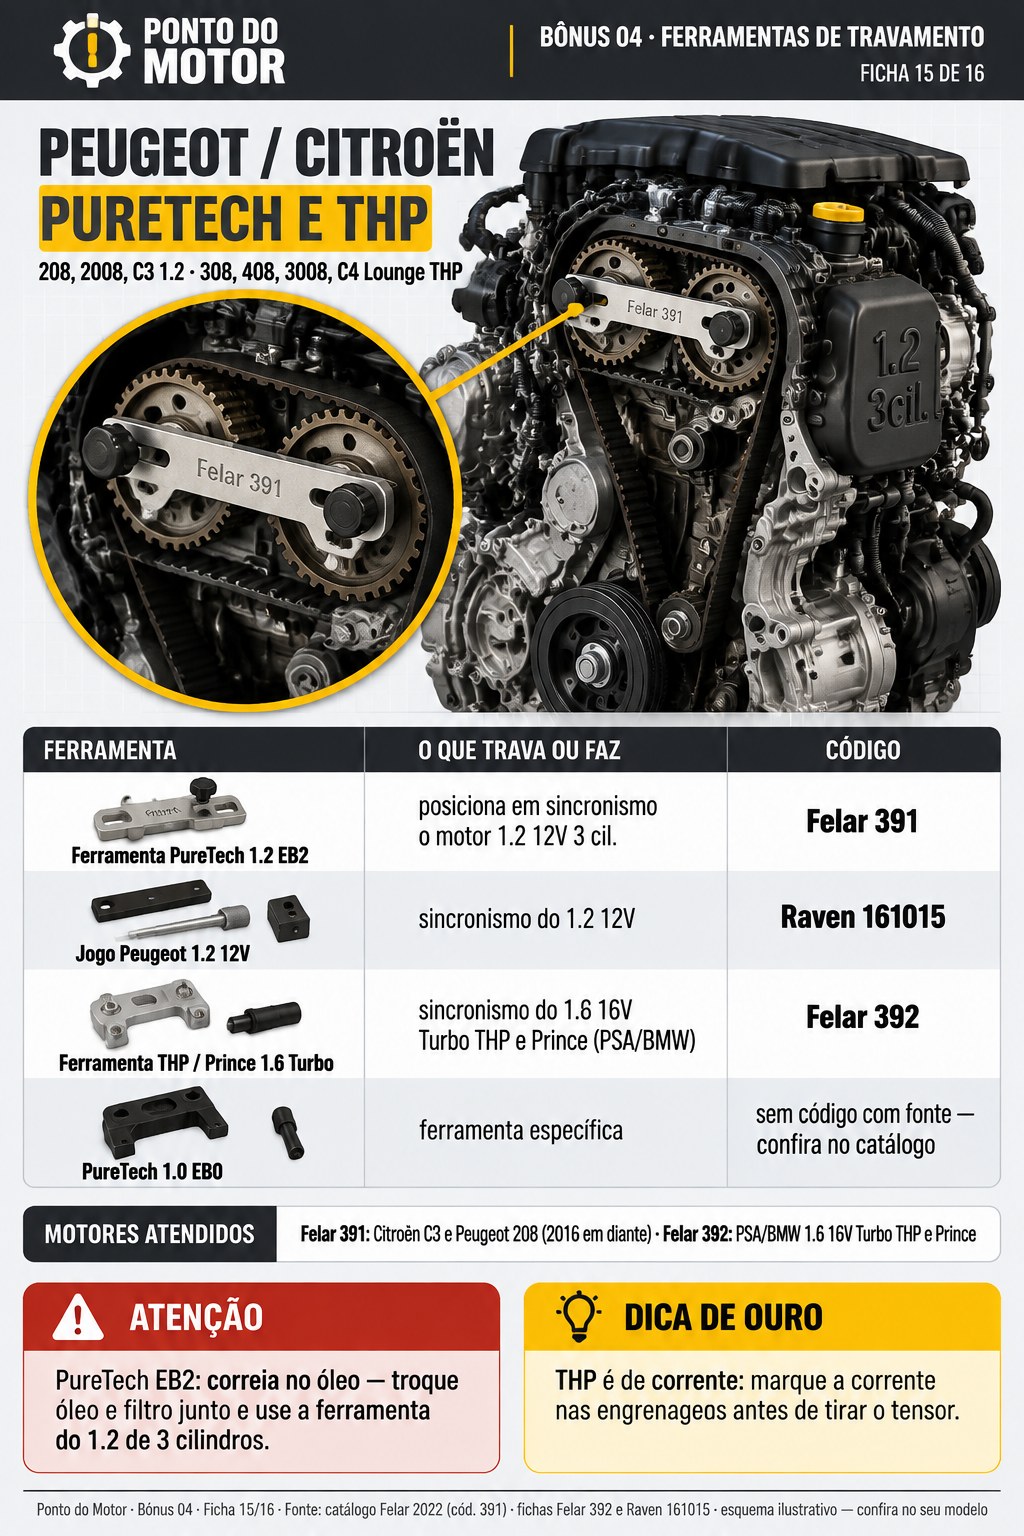 PONTO DO
MOTOR
BÔNUS 04 · FERRAMENTAS DE TRAVAMENTO
FICHA 15 DE 16
PEUGEOT / CITROËN
PURETECH E THP
208, 2008, C3 1.2 · 308, 408, 3008, C4 Lounge THP
Felar 391
1.2
3cil.
Felar 391
FERRAMENTA
O QUE TRAVA OU FAZ
CÓDIGO
Ferramenta PureTech 1.2 EB2
posiciona em sincronismo
o motor 1.2 12V 3 cil.
Felar 391
Jogo Peugeot 1.2 12V
sincronismo do 1.2 12V
Raven 161015
Ferramenta THP / Prince 1.6 Turbo
sincronismo do 1.6 16V
Turbo THP e Prince (PSA/BMW)
Felar 392
PureTech 1.0 EB0
ferramenta específica
sem código com fonte —
confira no catálogo
MOTORES ATENDIDOS
Felar 391: Citroën C3 e Peugeot 208 (2016 em diante) · Felar 392: PSA/BMW 1.6 16V Turbo THP e Prince
ATENÇÃO
PureTech EB2: correia no óleo — troque
óleo e filtro junto e use a ferramenta
do 1.2 de 3 cilindros.
DICA DE OURO
THP é de corrente: marque a corrente
nas engrenagens antes de tirar o tensor.
Ponto do Motor · Bónus 04 · Ficha 15/16 · Fonte: catálogo Felar 2022 (cód. 391) · fichas Felar 392 e Raven 161015 · esquema ilustrativo — confira no seu modelo